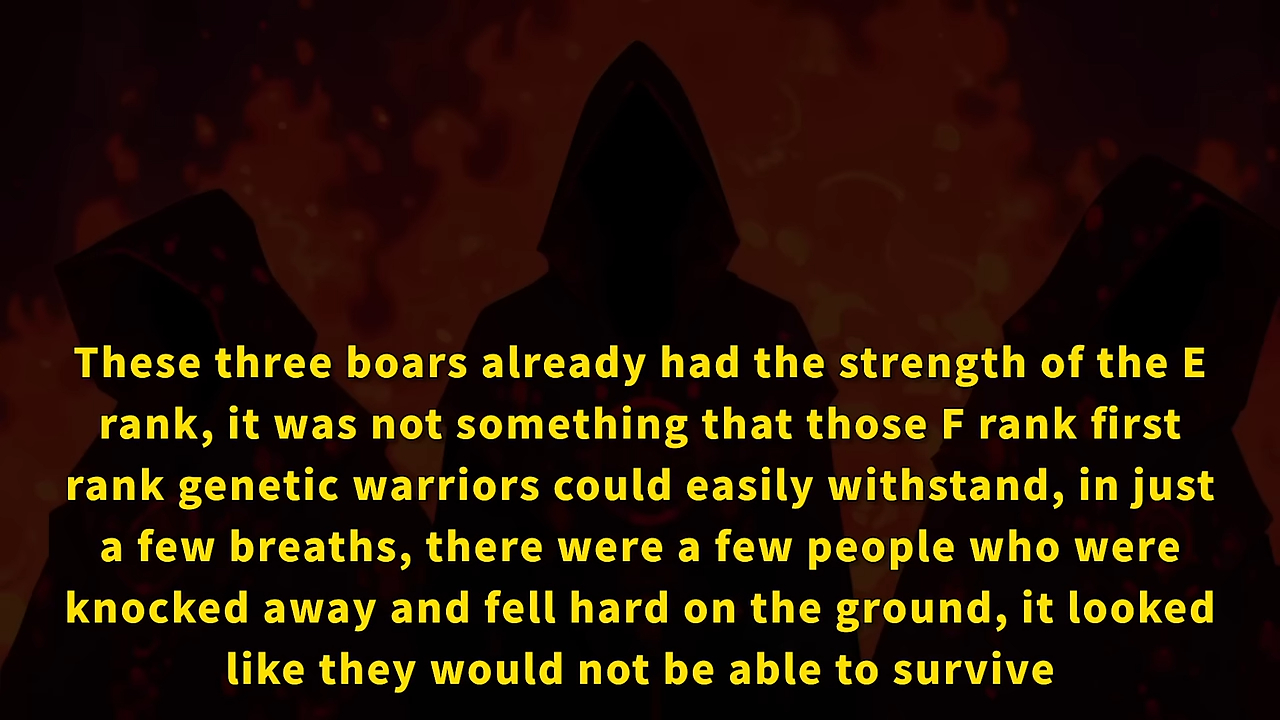 These three boars already had the strength of the E
rank, it was not something that those F rank first
rank genetic warriors could easily withstand, in just
a few breaths, there were a few people who were
knocked away and fell hard on the ground, it looked
like they would not be able to survive